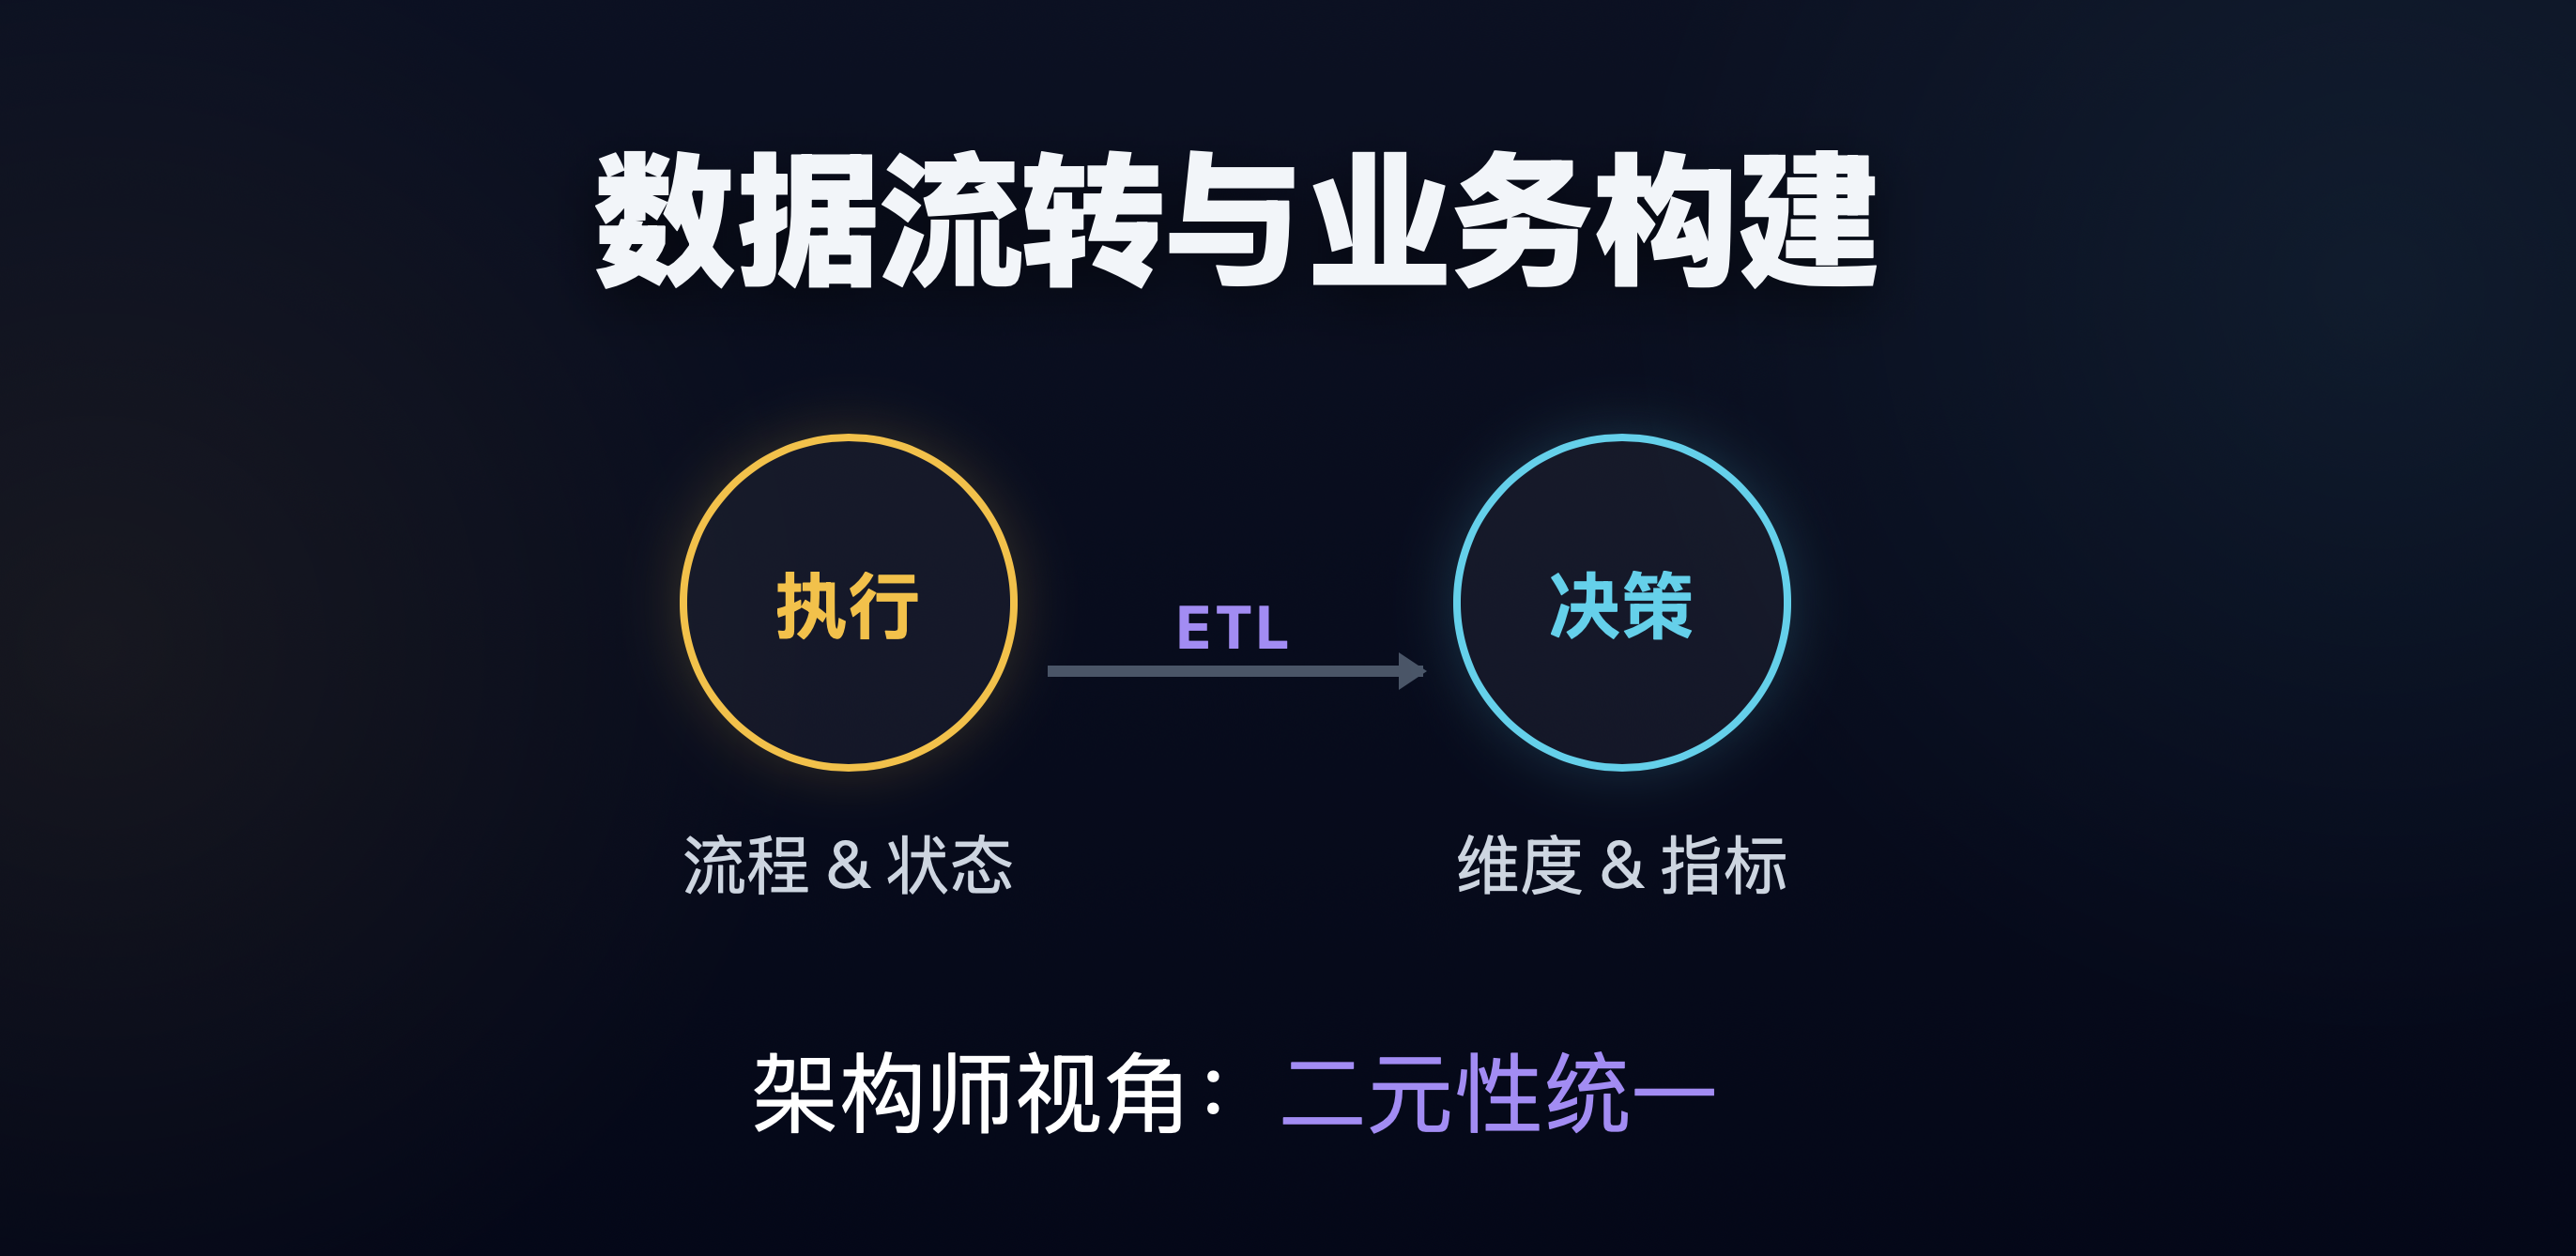 数据流转与业务构建
执行
ETL
决策
流程 & 状态
维度 & 指标
架构师视角：二元性统一